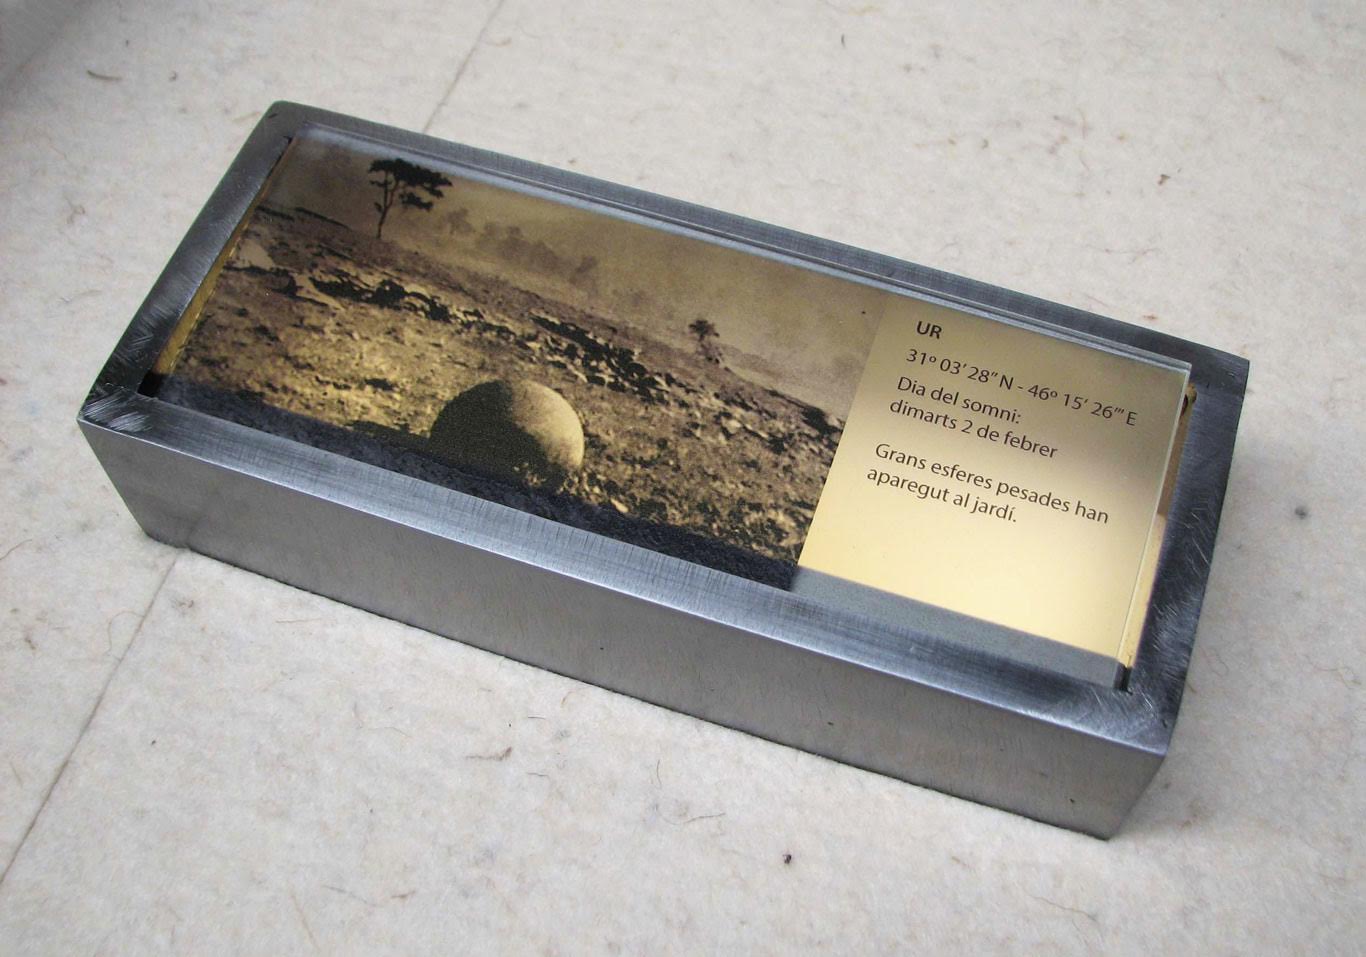 UR
31º 03’28” N - 46º 15’ 26”’ E
Dia del somni:
dimarts 2 de febrer
Grans esferes pesades han
aparegut al jardí.